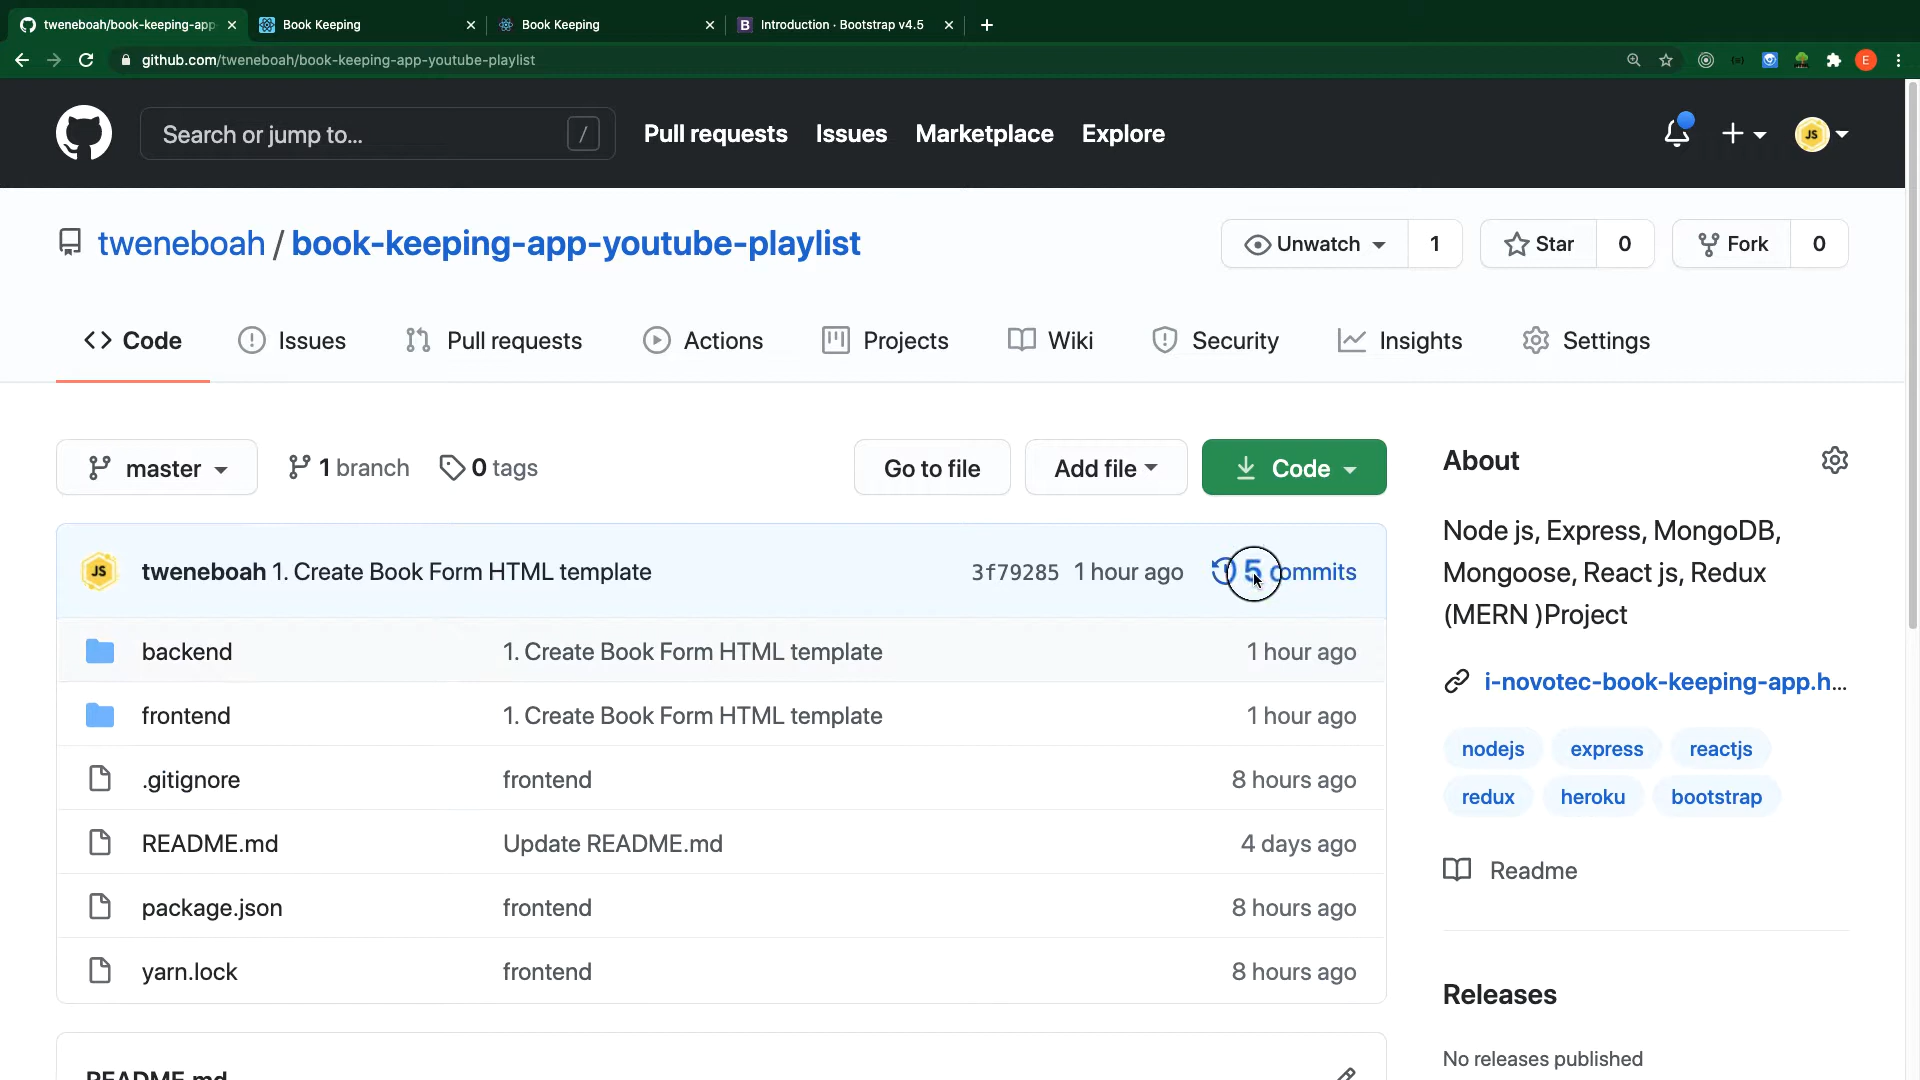 tweneboah/book-keeping-app-
Book Keeping
Book Keeping
B Introduction · Bootstrap v4.5
github.com/tweneboah/book-keeping-app-youtube-playlist
E
Search or jump to...
/
Pull requests
Issues
Marketplace
Explore
JS
tweneboah / book-keeping-app-youtube-playlist
Unwatch 1
Star 0
Fork 0
Code
Issues
Pull requests
Actions
Projects
Wiki
Security
Insights
Settings
master
1 branch
0 tags
Go to file
Add file
Code
JS
tweneboah 1. Create Book Form HTML template
3f79285 1 hour ago
5 commits
backend 1. Create Book Form HTML template 1 hour ago
frontend 1. Create Book Form HTML template 1 hour ago
.gitignore frontend 8 hours ago
README.md Update README.md 4 days ago
package.json frontend 8 hours ago
yarn.lock frontend 8 hours ago
README.md
About
Node js, Express, MongoDB,
Mongoose, React js, Redux
(MERN )Project
i-novotec-book-keeping-app.h...
nodejs express reactjs
redux heroku bootstrap
Readme
Releases
No releases published